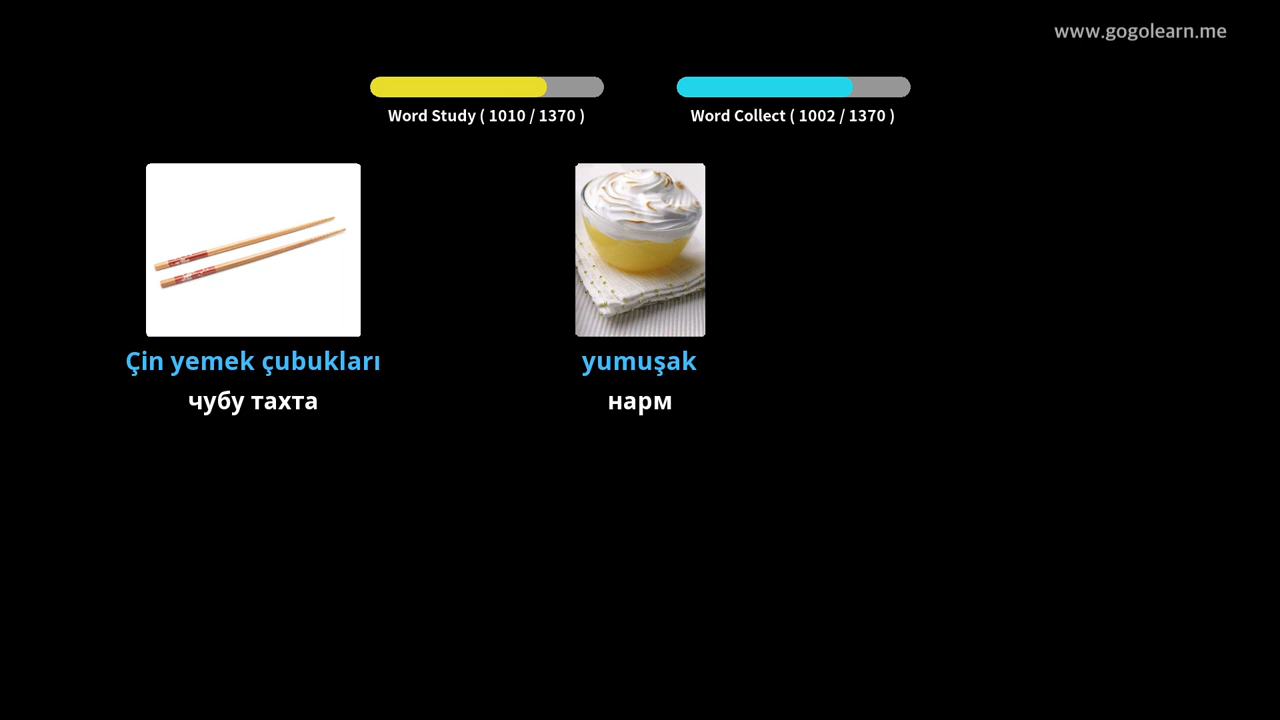 www.gogolearn.me
Word Study ( 1010 / 1370 )
Word Collect ( 1002 / 1370 )
Çin yemek çubukları
чубу тахта
yumuşak
нарм